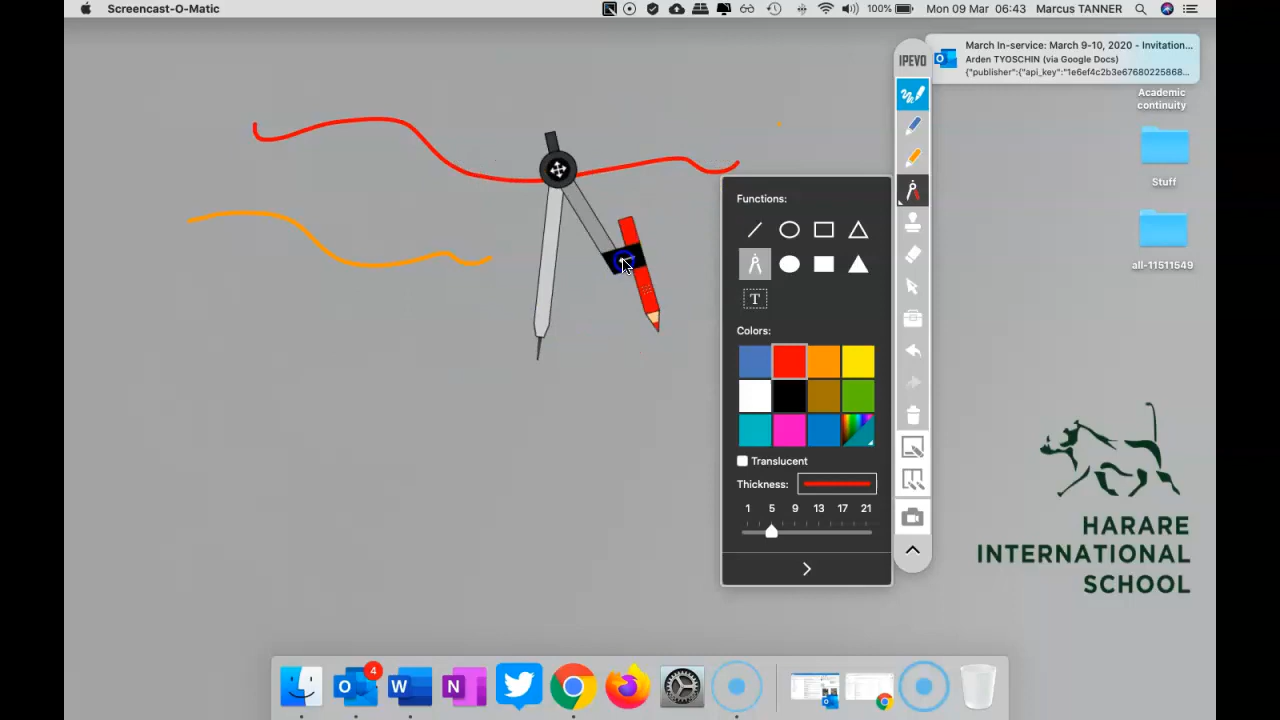 Screencast-O-Matic
100%
Mon 09 Mar 06:43
Marcus TANNER
March In-service: March 9-10, 2020 - Invitation...
Arden TYOSCHIN (via Google Docs)
{"publisher":{"api_key":"1e6ef4c2b3e67680225868...
IPEVO
Academic
continuity
Stuff
all-11511549
Functions:
T
Colors:
Translucent
Thickness:
1 5 9 13 17 21
HARARE
INTERNATIONAL
SCHOOL
4
O
W
N